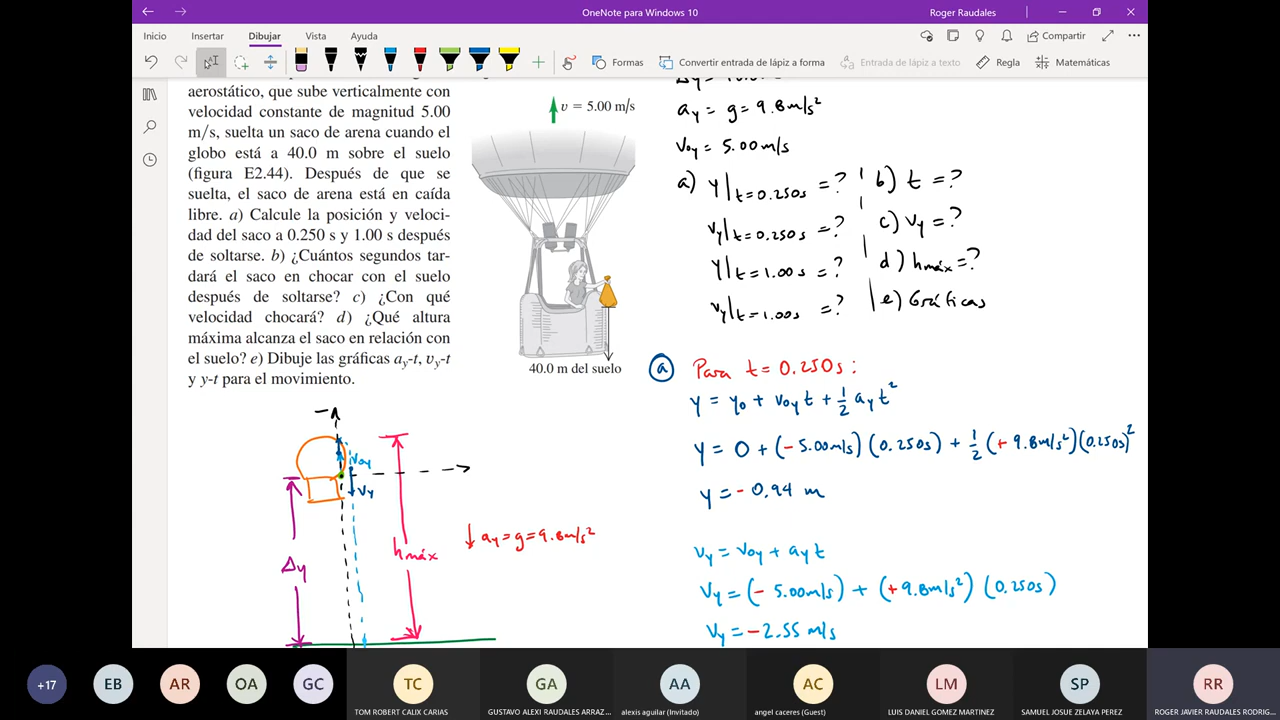 OneNote para Windows 10
Roger Raudales
Inicio
Insertar
Dibujar
Vista
Ayuda
Compartir
Formas
Convertir entrada de lápiz a forma
Entrada de lápiz a texto
Regla
Matemáticas
aerostático, que sube verticalmente con
velocidad constante de magnitud 5.00
m/s, suelta un saco de arena cuando el
globo está a 40.0 m sobre el suelo
(figura E2.44). Después de que se
suelta, el saco de arena está en caída
libre. a) Calcule la posición y veloci-
dad del saco a 0.250 s y 1.00 s después
de soltarse. b) ¿Cuántos segundos tar-
dará el saco en chocar con el suelo
después de soltarse? c) ¿Con qué
velocidad chocará? d) ¿Qué altura
máxima alcanza el saco en relación con
el suelo? e) Dibuje las gráficas ay-t, vy-t
y y-t para el movimiento.
v = 5.00 m/s
40.0 m del suelo
ay = g = 9.8m/s²
voy = 5.00 m/s
a) y|t=0.250s = ?
vy|t=0.250s = ?
y|t=1.00s = ?
vy|t=1.00s = ?
b) t = ?
c) vy = ?
d) hmáx = ?
e) Gráficas
a
Para t = 0.250s:
y = yo + voy t + 1/2 ay t²
y = 0 + (- 5.00m/s) (0.250s) + 1/2 (+ 9.8m/s²) (0.250s)²
y = - 0.94 m
vy = voy + ay t
vy = (- 5.00m/s) + (+ 9.8m/s²) (0.250s)
vy = -2.55 m/s
-
voy
vy
Δy
hmáx
↓ ay = g = 9.8m/s²
+17
EB
AR
OA
GC
TC
TOM ROBERT CALIX CARIAS
GA
GUSTAVO ALEXI RAUDALES ARRAZ...
AA
alexis aguilar (Invitado)
AC
angel caceres (Guest)
LM
LUIS DANIEL GOMEZ MARTINEZ
SP
SAMUEL JOSUE ZELAYA PEREZ
RR
ROGER JAVIER RAUDALES RODRIG...